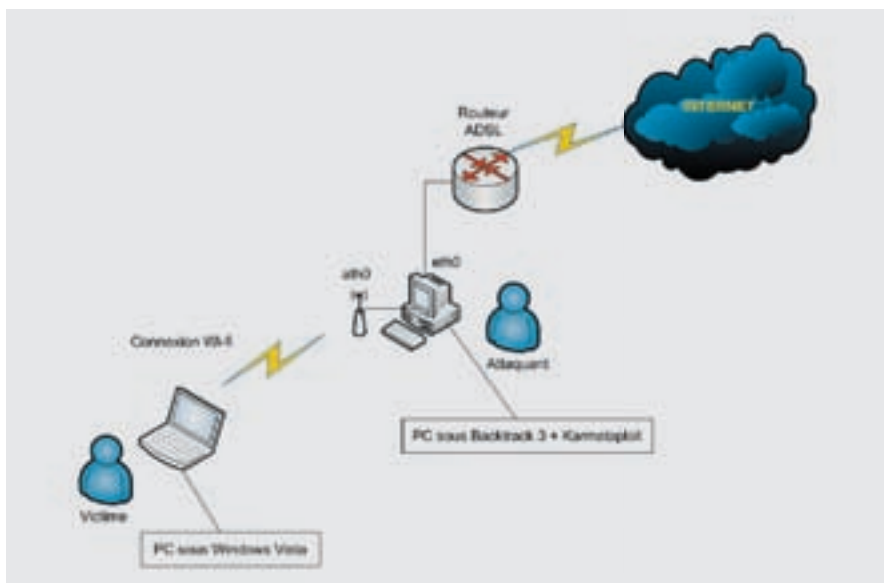 INTERNET
Routeur
ADSL
eth0
ath0
Connexion Wi-fi
Attaquant
PC sous Backtrack 3 + Karmetasploit
Victime
PC sous Windows Vista